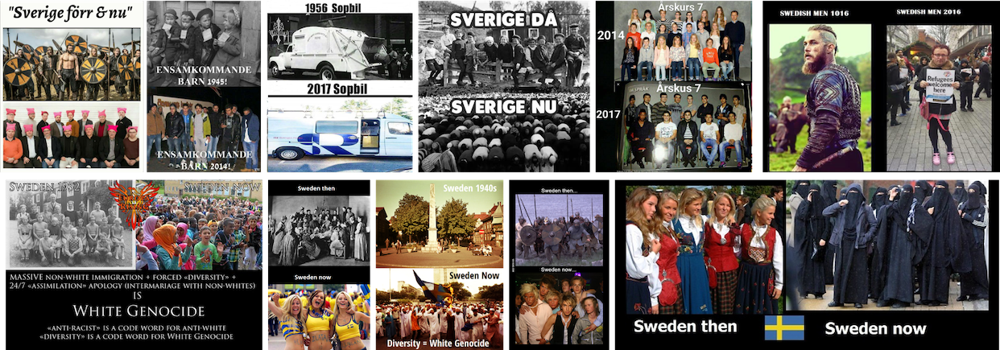 "Sverige förr & nu"
ENSAMKOMMANDE
BARN 1945!
ENSAMKOMMANDE
BARN 2014!
1956 Sopbil
2017 Sopbil
SVERIGE DÅ
SVERIGE NU
Årskurs 7
2014
Årskus 7
SPRÅK
2017
SWEDISH MEN 1016
SWEDISH MEN 2016
Refugees
welcome
here
SWEDEN 1952
SWEDEN NOW
MASSIVE NON-WHITE IMMIGRATION + FORCED «DIVERSITY» +
24/7 «ASSIMILATION» APOLOGY (INTERMARIAGE WITH NON-WHITES)
IS
WHITE GENOCIDE
«ANTI-RACIST» IS A CODE WORD FOR ANTI-WHITE
«DIVERSITY» IS A CODE WORD FOR WHITE GENOCIDE
Sweden then
Sweden now
Sweden 1940s
Sweden Now
Diversity = White Genocide
Sweden then...
Sweden now...
Sweden then
Sweden now